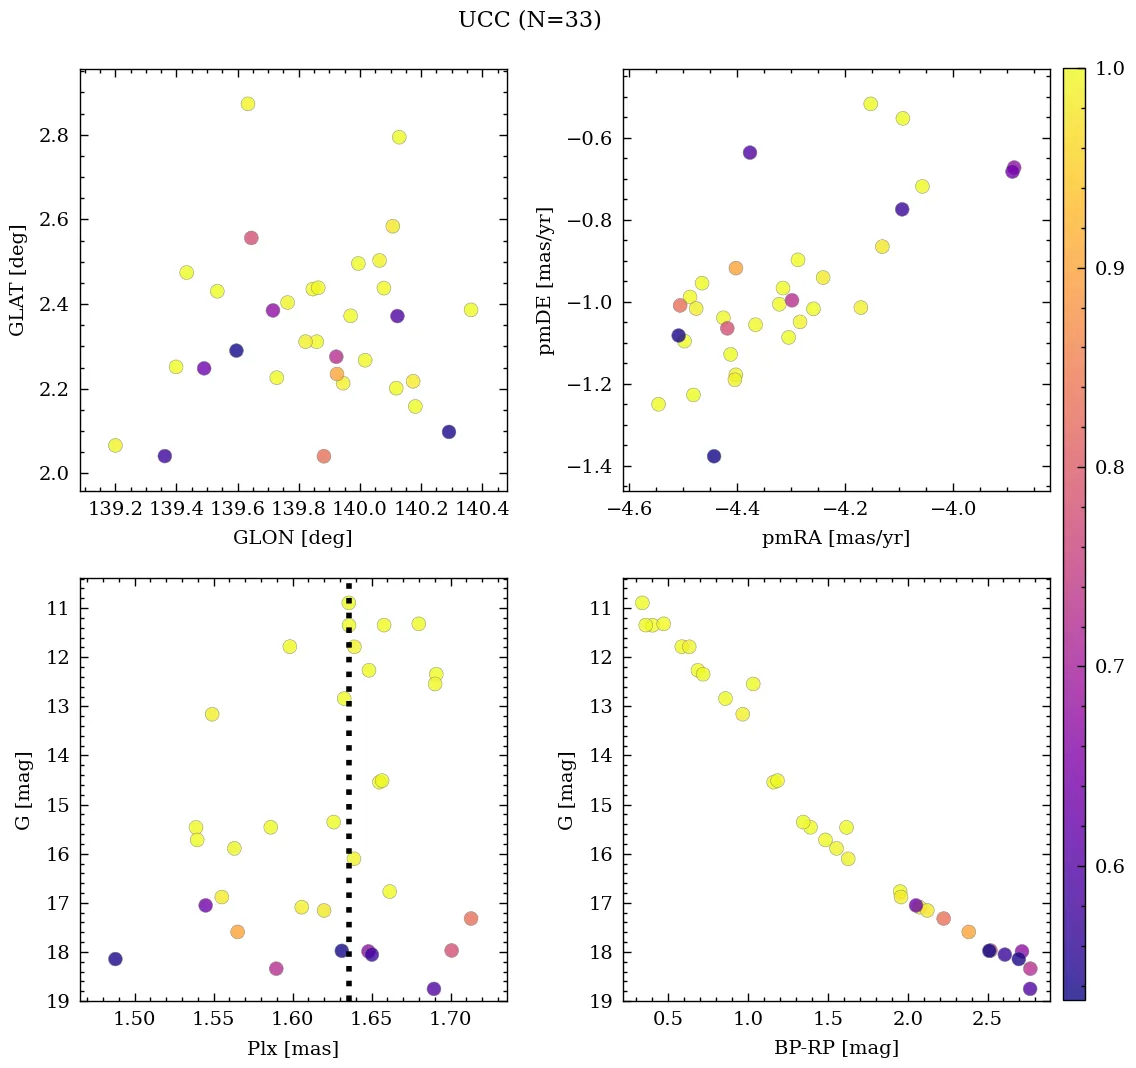 UCC (N=33)
2.8
2.6
2.4
2.2
2.0
GLAT [deg]
139.2 139.4 139.6 139.8 140.0 140.2 140.4
GLON [deg]
−0.6
−0.8
−1.0
−1.2
−1.4
pmDE [mas/yr]
−4.6 −4.4 −4.2 −4.0
pmRA [mas/yr]
1.0
0.9
0.8
0.7
0.6
11
12
13
14
15
16
17
18
19
G [mag]
1.50 1.55 1.60 1.65 1.70
Plx [mas]
11
12
13
14
15
16
17
18
19
G [mag]
0.5 1.0 1.5 2.0 2.5
BP-RP [mag]